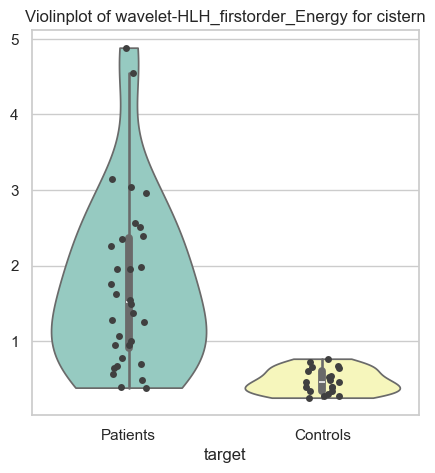 Violinplot of wavelet-HLH_firstorder_Energy for cistern
5
4
3
2
1
Patients Controls
target